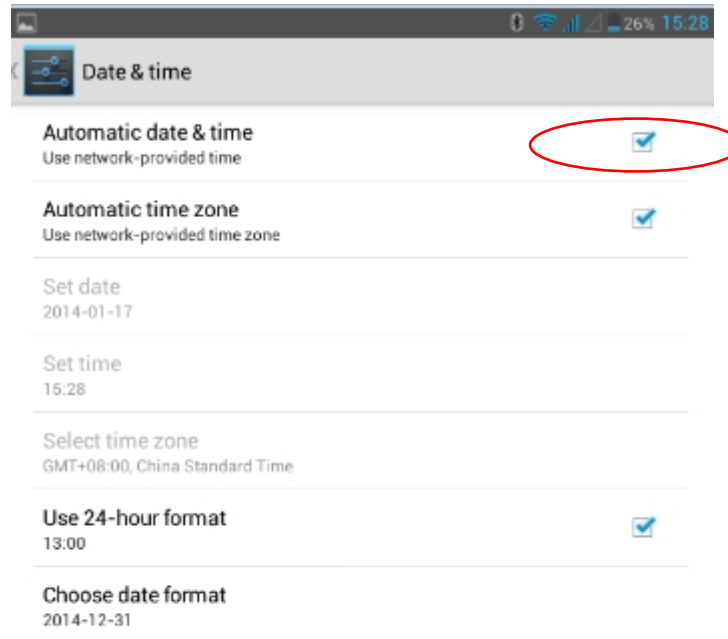 26% 15:28
Date & time
Automatic date & time
Use network-provided time
Automatic time zone
Use network-provided time zone
Set date
2014-01-17
Set time
15:28
Select time zone
GMT+08:00, China Standard Time
Use 24-hour format
13:00
Choose date format
2014-12-31